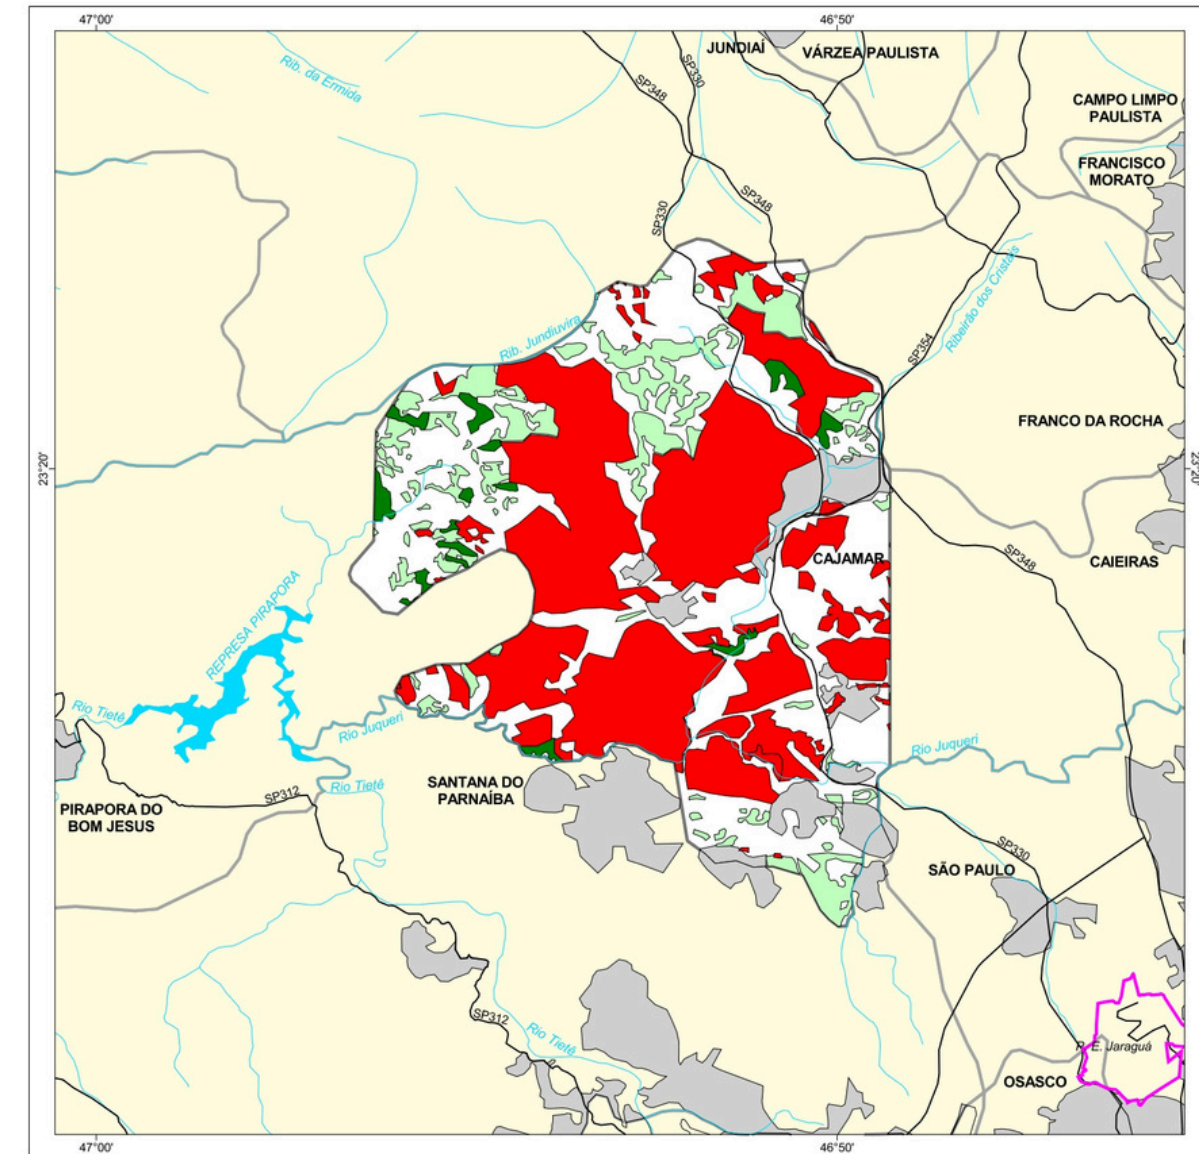 47°00'
46°50'
JUNDIAÍ
VÁRZEA PAULISTA
SP330
Rib. da Ermida
SP348
CAMPO LIMPO
PAULISTA
FRANCISCO
MORATO
SP348
SP330
Ribeirão dos Cristais
Rib. Jundiuvira
SP354
FRANCO DA ROCHA
23°20'
23°20'
CAJAMAR
SP348
CAIEIRAS
REPRESA PIRAPORA
Rio Tietê
Rio Juqueri
Rio Juqueri
Rio Tietê
SANTANA DO
PARNAÍBA
SP312
PIRAPORA DO
BOM JESUS
SP330
SÃO PAULO
SP312
Rio Tietê
P. E. Jaraguá
OSASCO
47°00'
46°50'